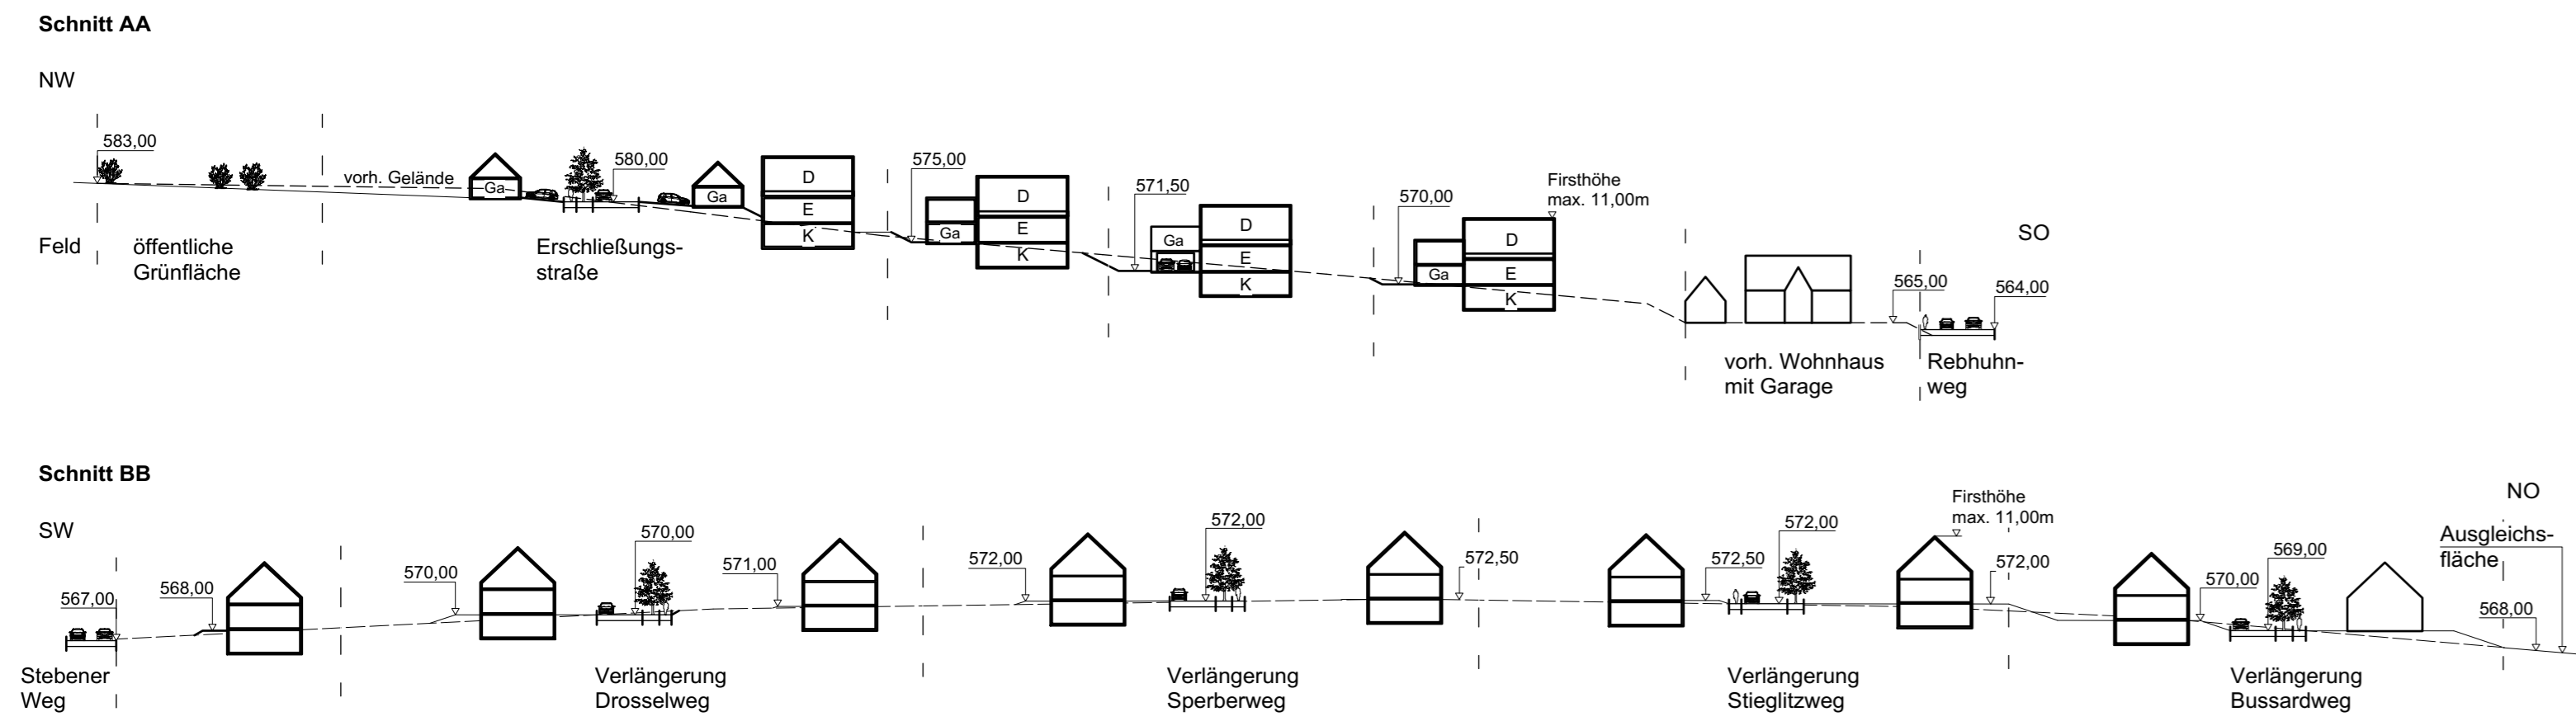 Schnitt AA
NW
583,00
vorh. Gelände
Ga
580,00
Ga
D
E
K
575,00
Ga
D
E
K
571,50
Ga
D
E
K
570,00
Ga
D
E
K
Firsthöhe
max. 11,00m
SO
565,00
564,00
Feld
öffentliche
Grünfläche
Erschließungs-
straße
vorh. Wohnhaus
mit Garage
Rebhuhn-
weg
Schnitt BB
SW
NO
567,00
568,00
570,00
570,00
571,00
572,00
572,00
572,50
572,50
572,00
Firsthöhe
max. 11,00m
572,00
570,00
569,00
Ausgleichs-
fläche
568,00
Stebener
Weg
Verlängerung
Drosselweg
Verlängerung
Sperberweg
Verlängerung
Stieglitzweg
Verlängerung
Bussardweg